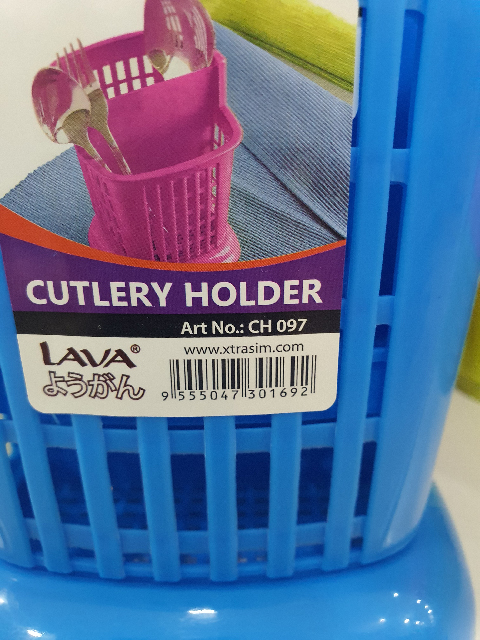 CUTLERY HOLDER
Art No.: CH 097
LAVA®
ようがん
www.xtrasim.com
9 555047 301692